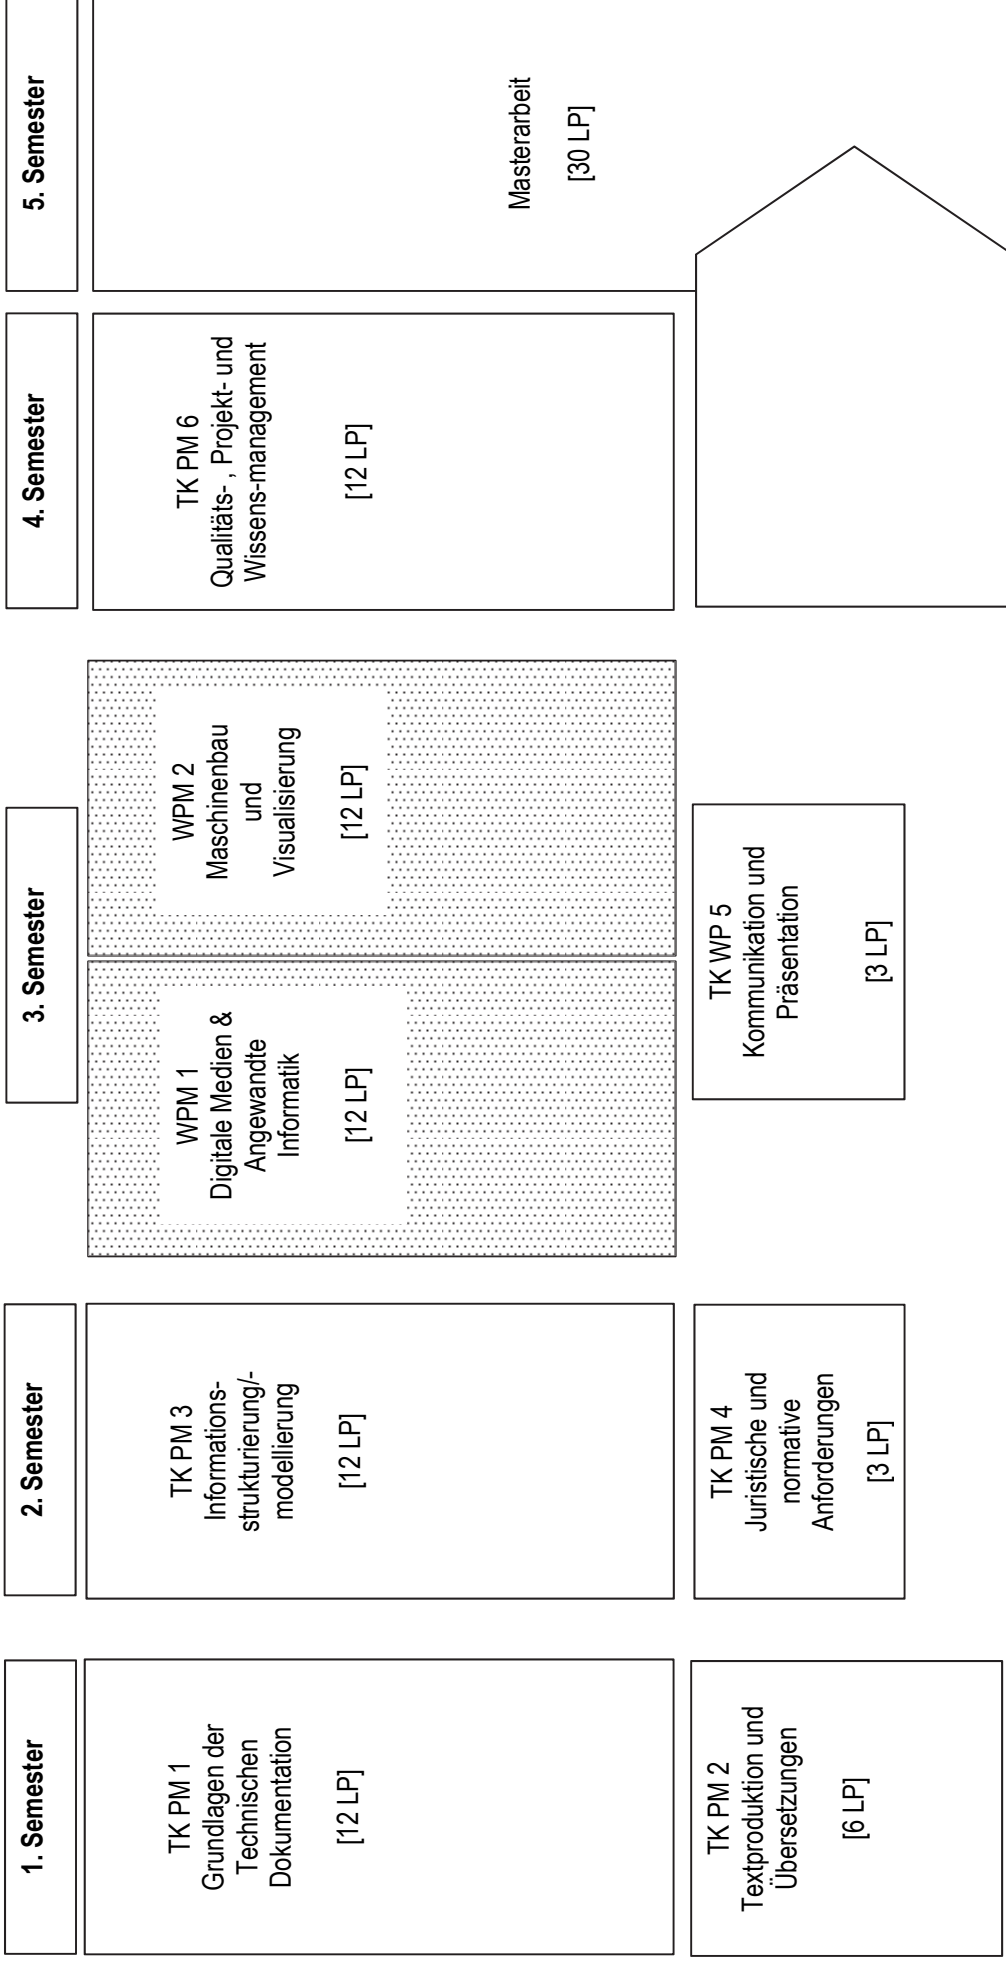 1. Semester
TK PM 1
Grundlagen der
Technischen
Dokumentation
[12 LP]
TK PM 2
Textproduktion und
Übersetzungen
[6 LP]
2. Semester
TK PM 3
Informations-
strukturierung/-
modellierung
[12 LP]
TK PM 4
Juristische und
normative
Anforderungen
[3 LP]
3. Semester
WPM 1
Digitale Medien &
Angewandte
Informatik
[12 LP]
WPM 2
Maschinenbau
und
Visualisierung
[12 LP]
TK WP 5
Kommunikation und
Präsentation
[3 LP]
4. Semester
TK PM 6
Qualitäts- , Projekt- und
Wissens-management
[12 LP]
5. Semester
Masterarbeit
[30 LP]